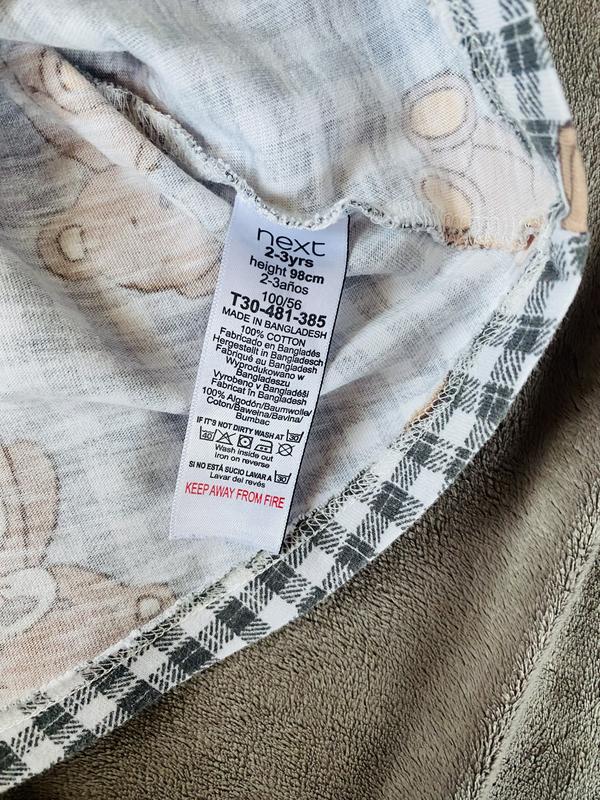 next
2-3yrs
height 98cm
2-3años
100/56
T30-481-385
MADE IN BANGLADESH
100% COTTON
Fabricado en Bangladés
Hergestellt in Bangladesch
Fabriqué au Bangladesh
Wyprodukowano w
Bangladeszu
Vyrobeno v Bangladéši
Fabricat în Bangladesh
100% Algodón/Baumwolle/
Coton/Bawełna/Bavlna/
Bumbac
IF IT'S NOT DIRTY WASH AT 30
40
Wash inside out
Iron on reverse
SI NO ESTÁ SUCIO LAVAR A 30
Lavar del revés
KEEP AWAY FROM FIRE